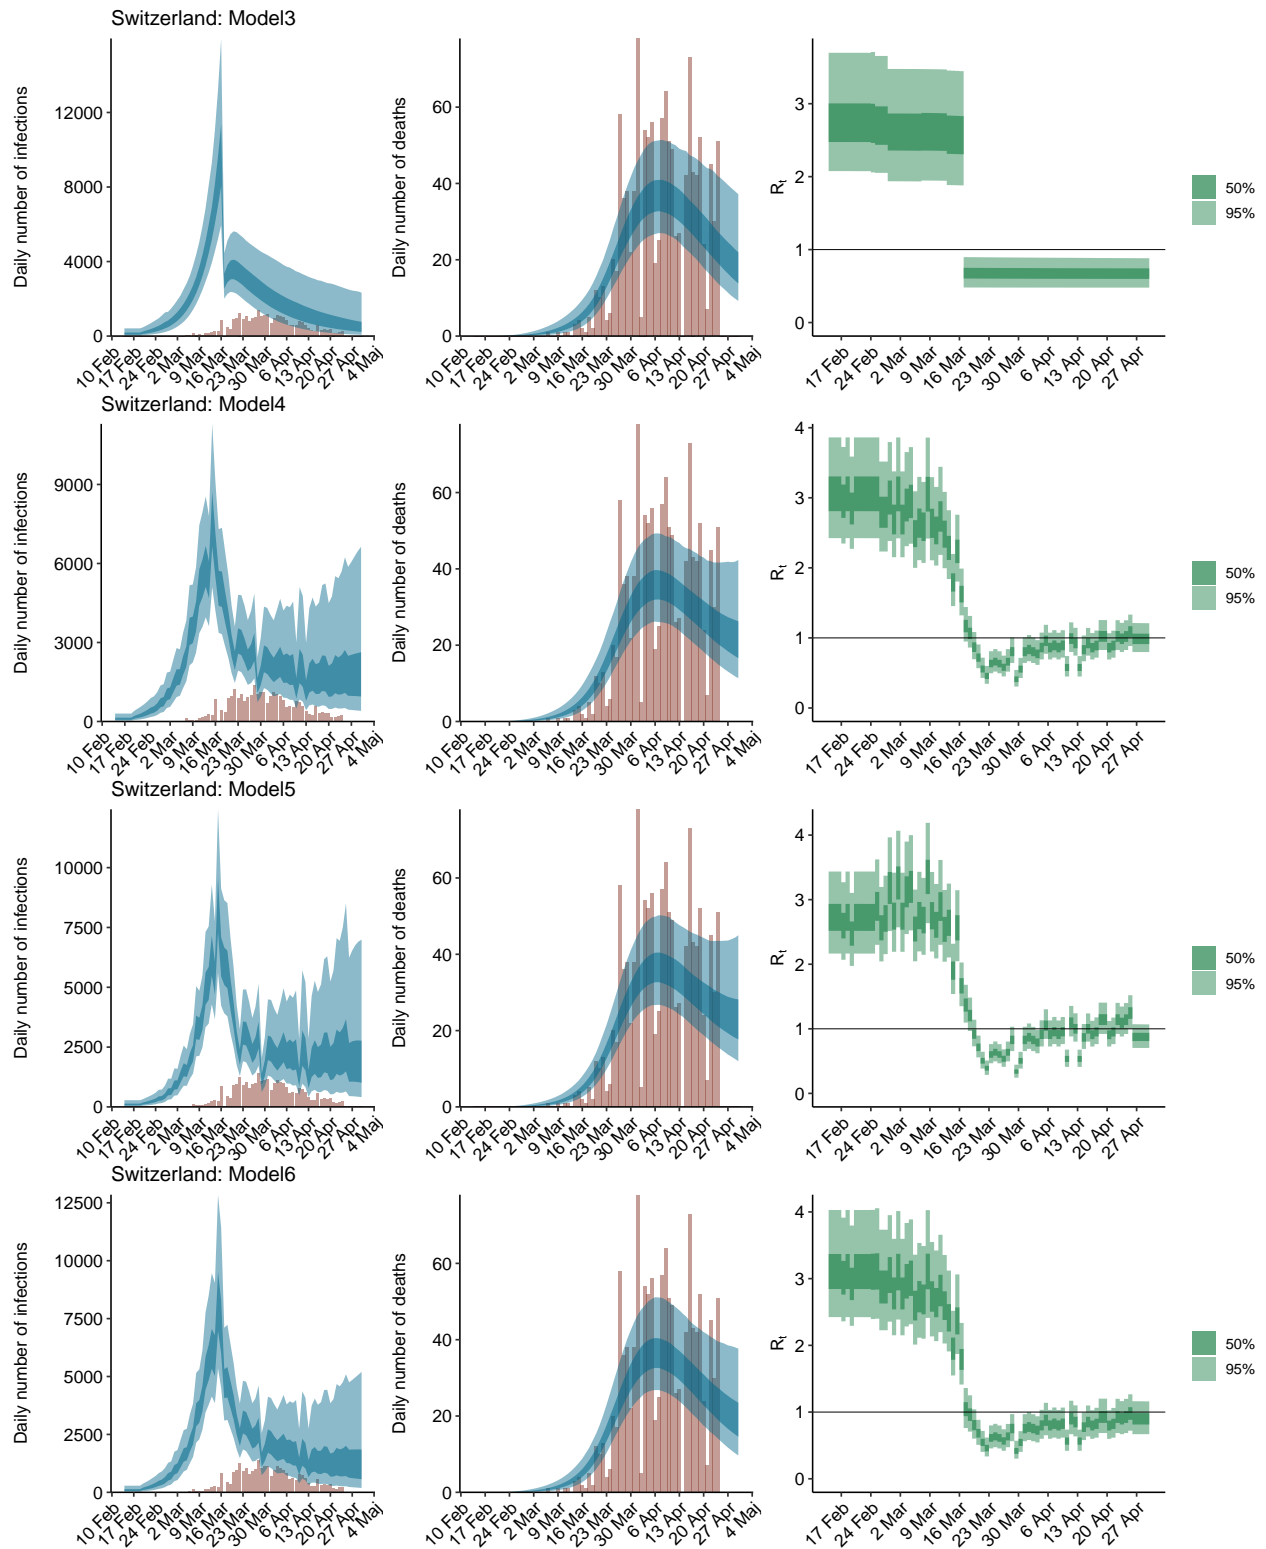 Switzerland: Model3
Daily number of infections
12000
8000
4000
0
10 Feb 17 Feb 24 Feb 2 Mar 9 Mar 16 Mar 23 Mar 30 Mar 6 Apr 13 Apr 20 Apr 27 Apr 4 Maj
Daily number of deaths
60
40
20
0
10 Feb 17 Feb 24 Feb 2 Mar 9 Mar 16 Mar 23 Mar 30 Mar 6 Apr 13 Apr 20 Apr 27 Apr 4 Maj
Rt
3
2
1
0
17 Feb 24 Feb 2 Mar 9 Mar 16 Mar 23 Mar 30 Mar 6 Apr 13 Apr 20 Apr 27 Apr
50%
95%
Switzerland: Model4
Daily number of infections
9000
6000
3000
0
10 Feb 17 Feb 24 Feb 2 Mar 9 Mar 16 Mar 23 Mar 30 Mar 6 Apr 13 Apr 20 Apr 27 Apr 4 Maj
Daily number of deaths
60
40
20
0
10 Feb 17 Feb 24 Feb 2 Mar 9 Mar 16 Mar 23 Mar 30 Mar 6 Apr 13 Apr 20 Apr 27 Apr 4 Maj
Rt
4
3
2
1
0
17 Feb 24 Feb 2 Mar 9 Mar 16 Mar 23 Mar 30 Mar 6 Apr 13 Apr 20 Apr 27 Apr
50%
95%
Switzerland: Model5
Daily number of infections
10000
7500
5000
2500
0
10 Feb 17 Feb 24 Feb 2 Mar 9 Mar 16 Mar 23 Mar 30 Mar 6 Apr 13 Apr 20 Apr 27 Apr 4 Maj
Daily number of deaths
60
40
20
0
10 Feb 17 Feb 24 Feb 2 Mar 9 Mar 16 Mar 23 Mar 30 Mar 6 Apr 13 Apr 20 Apr 27 Apr 4 Maj
Rt
4
3
2
1
0
17 Feb 24 Feb 2 Mar 9 Mar 16 Mar 23 Mar 30 Mar 6 Apr 13 Apr 20 Apr 27 Apr
50%
95%
Switzerland: Model6
Daily number of infections
12500
10000
7500
5000
2500
0
10 Feb 17 Feb 24 Feb 2 Mar 9 Mar 16 Mar 23 Mar 30 Mar 6 Apr 13 Apr 20 Apr 27 Apr 4 Maj
Daily number of deaths
60
40
20
0
10 Feb 17 Feb 24 Feb 2 Mar 9 Mar 16 Mar 23 Mar 30 Mar 6 Apr 13 Apr 20 Apr 27 Apr 4 Maj
Rt
4
3
2
1
0
17 Feb 24 Feb 2 Mar 9 Mar 16 Mar 23 Mar 30 Mar 6 Apr 13 Apr 20 Apr 27 Apr
50%
95%